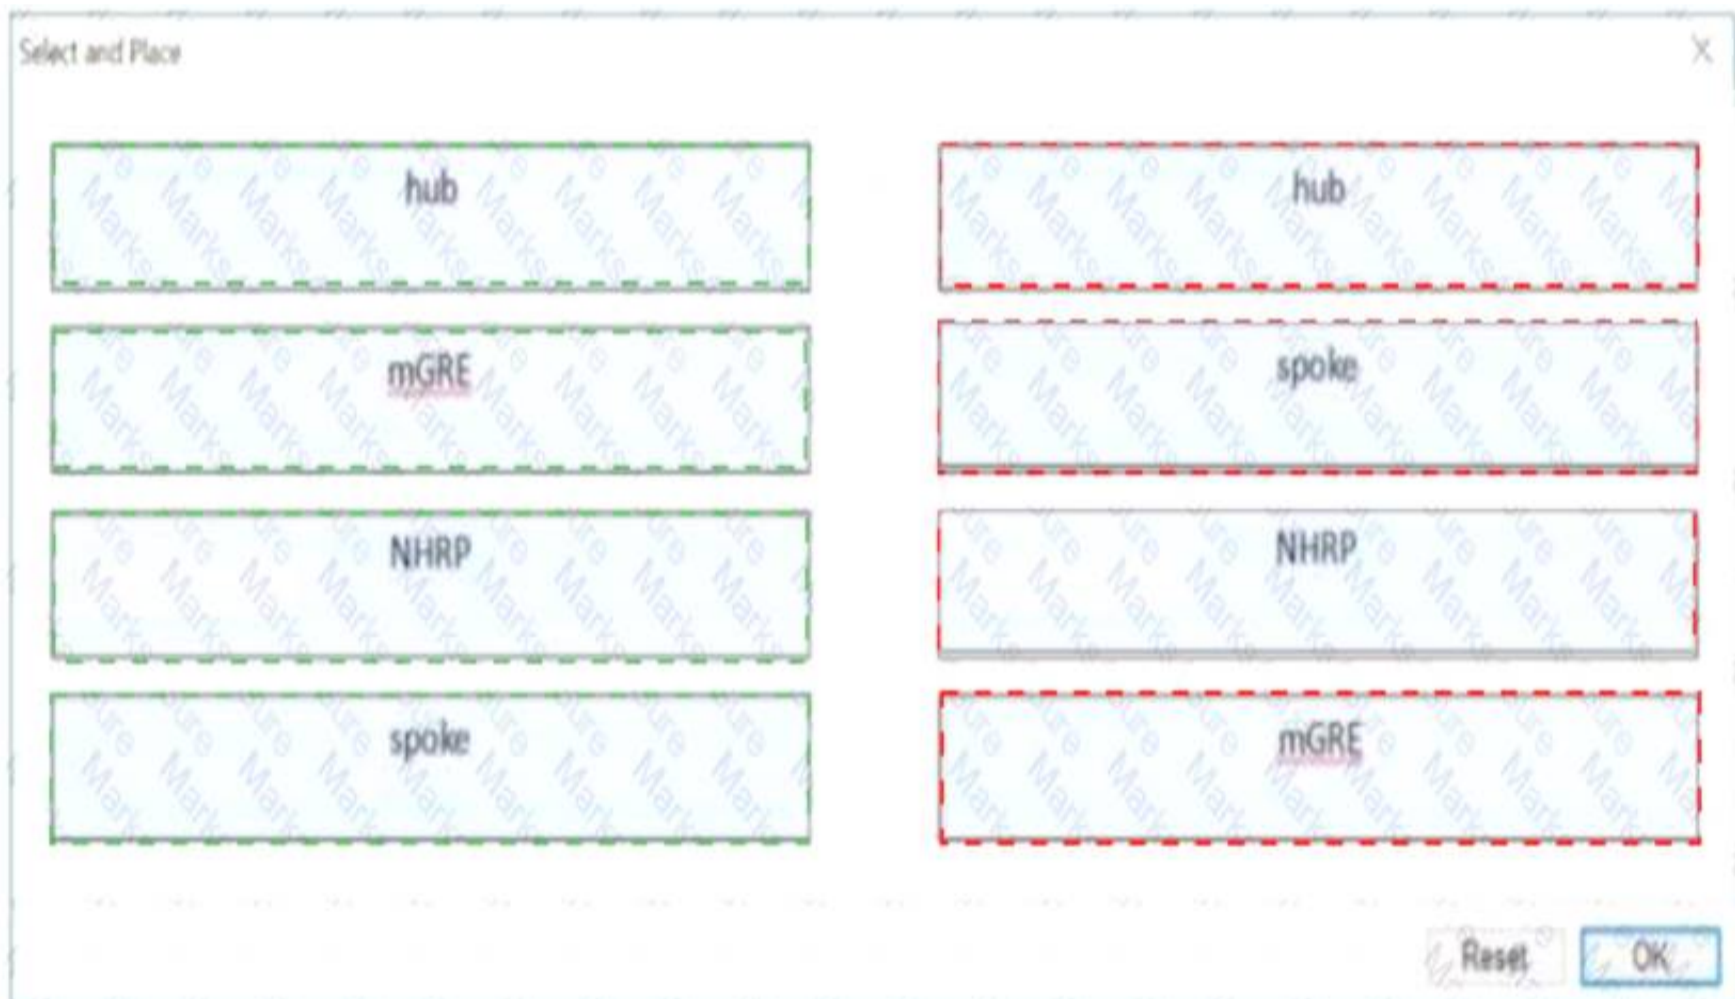 Select and Place
hub
hub
mGRE
spoke
NHRP
NHRP
spoke
mGRE
Reset
OK